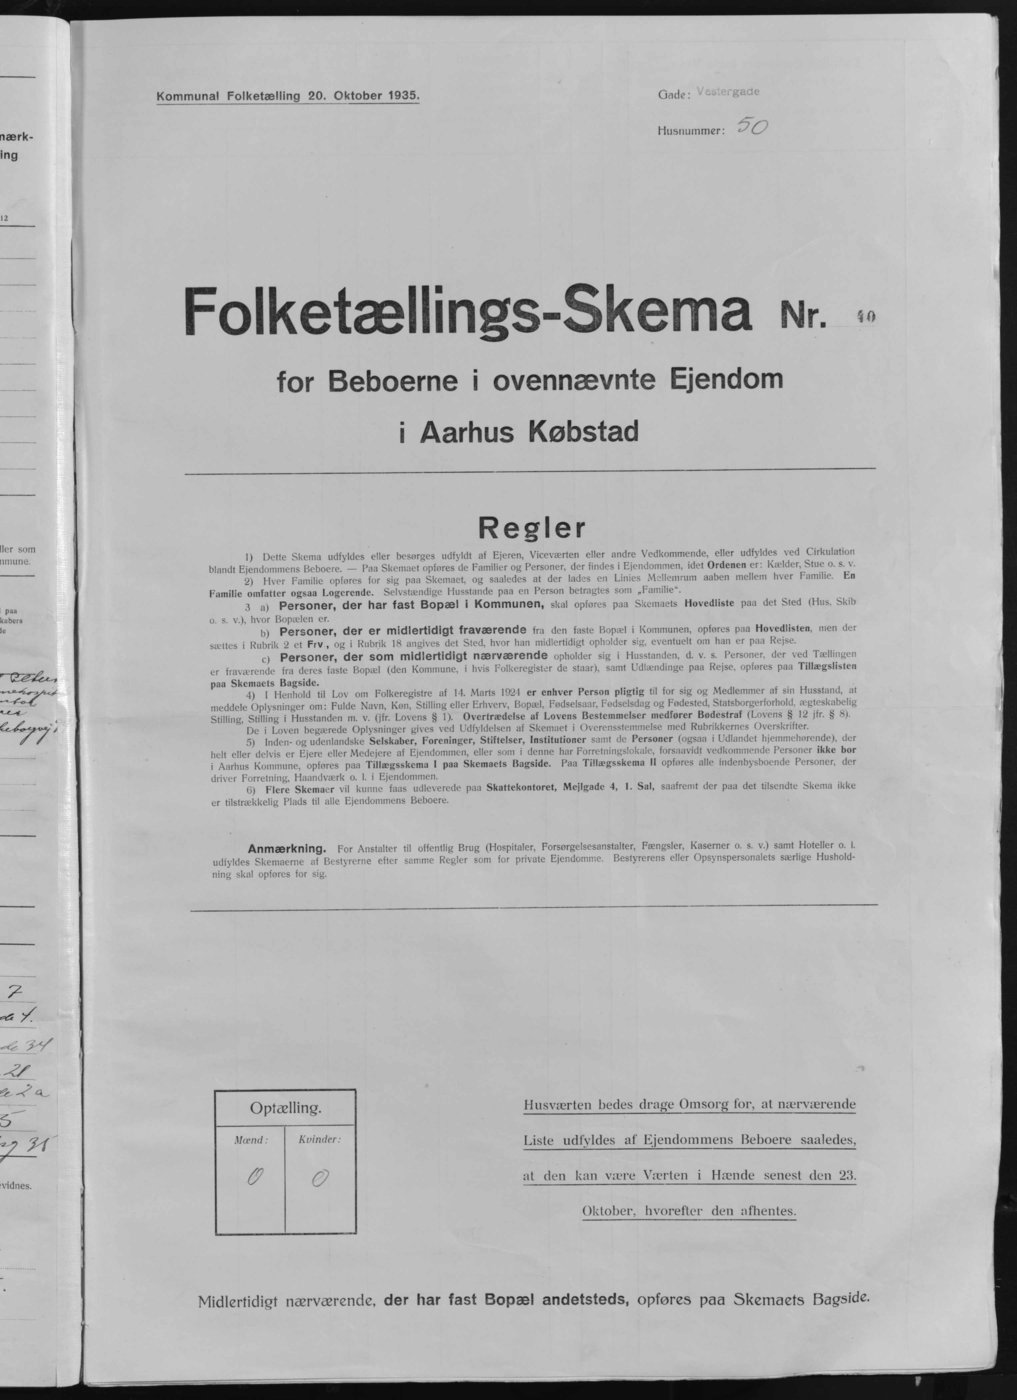 Kommunal Folketælling 20. Oktober 1935.
Gade: Vestergade
Husnummer: 50
Folketællings-Skema Nr. 40
for Beboerne i ovennævnte Ejendom
i Aarhus Købstad
Regler
1) Dette Skema udfyldes eller besørges udfyldt af Ejeren, Viceværten eller andre Vedkommende, eller udfyldes ved Cirkulation
blandt Ejendommens Beboere. — Paa Skemaet opføres de Familier og Personer, der findes i Ejendommen, idet Ordenen er: Kælder, Stue o. s. v.
2) Hver Familie opføres for sig paa Skemaet, og saaledes at der lades en Linies Mellemrum aaben mellem hver Familie. En
Familie omfatter ogsaa Logerende. Selvstændige Husstande paa en Person betragtes som „Familie“.
3 a) Personer, der har fast Bopæl i Kommunen, skal opføres paa Skemaets Hovedliste paa det Sted (Hus, Skib
o. s. v.), hvor Bopælen er.
b) Personer, der er midlertidigt fraværende fra den faste Bopæl i Kommunen, opføres paa Hovedlisten, men der
sættes i Rubrik 2 et Frv., og i Rubrik 18 angives det Sted, hvor han midlertidigt opholder sig, eventuelt om han er paa Rejse.
c) Personer, der som midlertidigt nærværende opholder sig i Husstanden, d. v. s. Personer, der ved Tællingen
er fraværende fra deres faste Bopæl (den Kommune, i hvis Folkeregister de staar), samt Udlændinge paa Rejse, opføres paa Tillægslisten
paa Skemaets Bagside.
4) I Henhold til Lov om Folkeregistre af 14. Marts 1924 er enhver Person pligtig til for sig og Medlemmer af sin Husstand, at
meddele Oplysninger om: Fulde Navn, Køn, Stilling eller Erhverv, Bopæl, Fødselsaar, Fødselsdag og Fødested, Statsborgerforhold, ægteskabelig
Stilling, Stilling i Husstanden m. v. (jfr. Lovens § 1). Overtrædelse af Lovens Bestemmelser medfører Bødestraf (Lovens § 12 jfr. § 8).
De i Loven begærede Oplysninger gives ved Udfyldelsen af Skemaet i Overensstemmelse med Rubrikkernes Overskrifter.
5) Inden- og udenlandske Selskaber, Foreninger, Stiftelser, Institutioner samt de Personer (ogsaa i Udlandet hjemmehørende), der
helt eller delvis er Ejere eller Medejere af Ejendommen, eller som i denne har Forretningslokale, forsaavidt vedkommende Personer ikke bor
i Aarhus Kommune, opføres paa Tillægsskema I paa Skemaets Bagside. Paa Tillægsskema II opføres alle indenbysboende Personer, der
driver Forretning, Haandværk o. l. i Ejendommen.
6) Flere Skemaer vil kunne faas udleverede paa Skattekontoret, Mejlgade 4, 1. Sal, saafremt der paa det tilsendte Skema ikke
er tilstrækkelig Plads til alle Ejendommens Beboere.
Anmærkning. For Anstalter til offentlig Brug (Hospitaler, Forsørgelsesanstalter, Fængsler, Kaserner o. s. v.) samt Hoteller o. l.
udfyldes Skemaerne af Bestyrerne efter samme Regler som for private Ejendomme. Bestyrerens eller Opsynspersonalets særlige Hushold-
ning skal opføres for sig.
Optælling.
Mænd: Kvinder:
0 0
Husværten bedes drage Omsorg for, at nærværende
Liste udfyldes af Ejendommens Beboere saaledes,
at den kan være Værten i Hænde senest den 23.
Oktober, hvorefter den afhentes.
Midlertidigt nærværende, der har fast Bopæl andetsteds, opføres paa Skemaets Bagside.